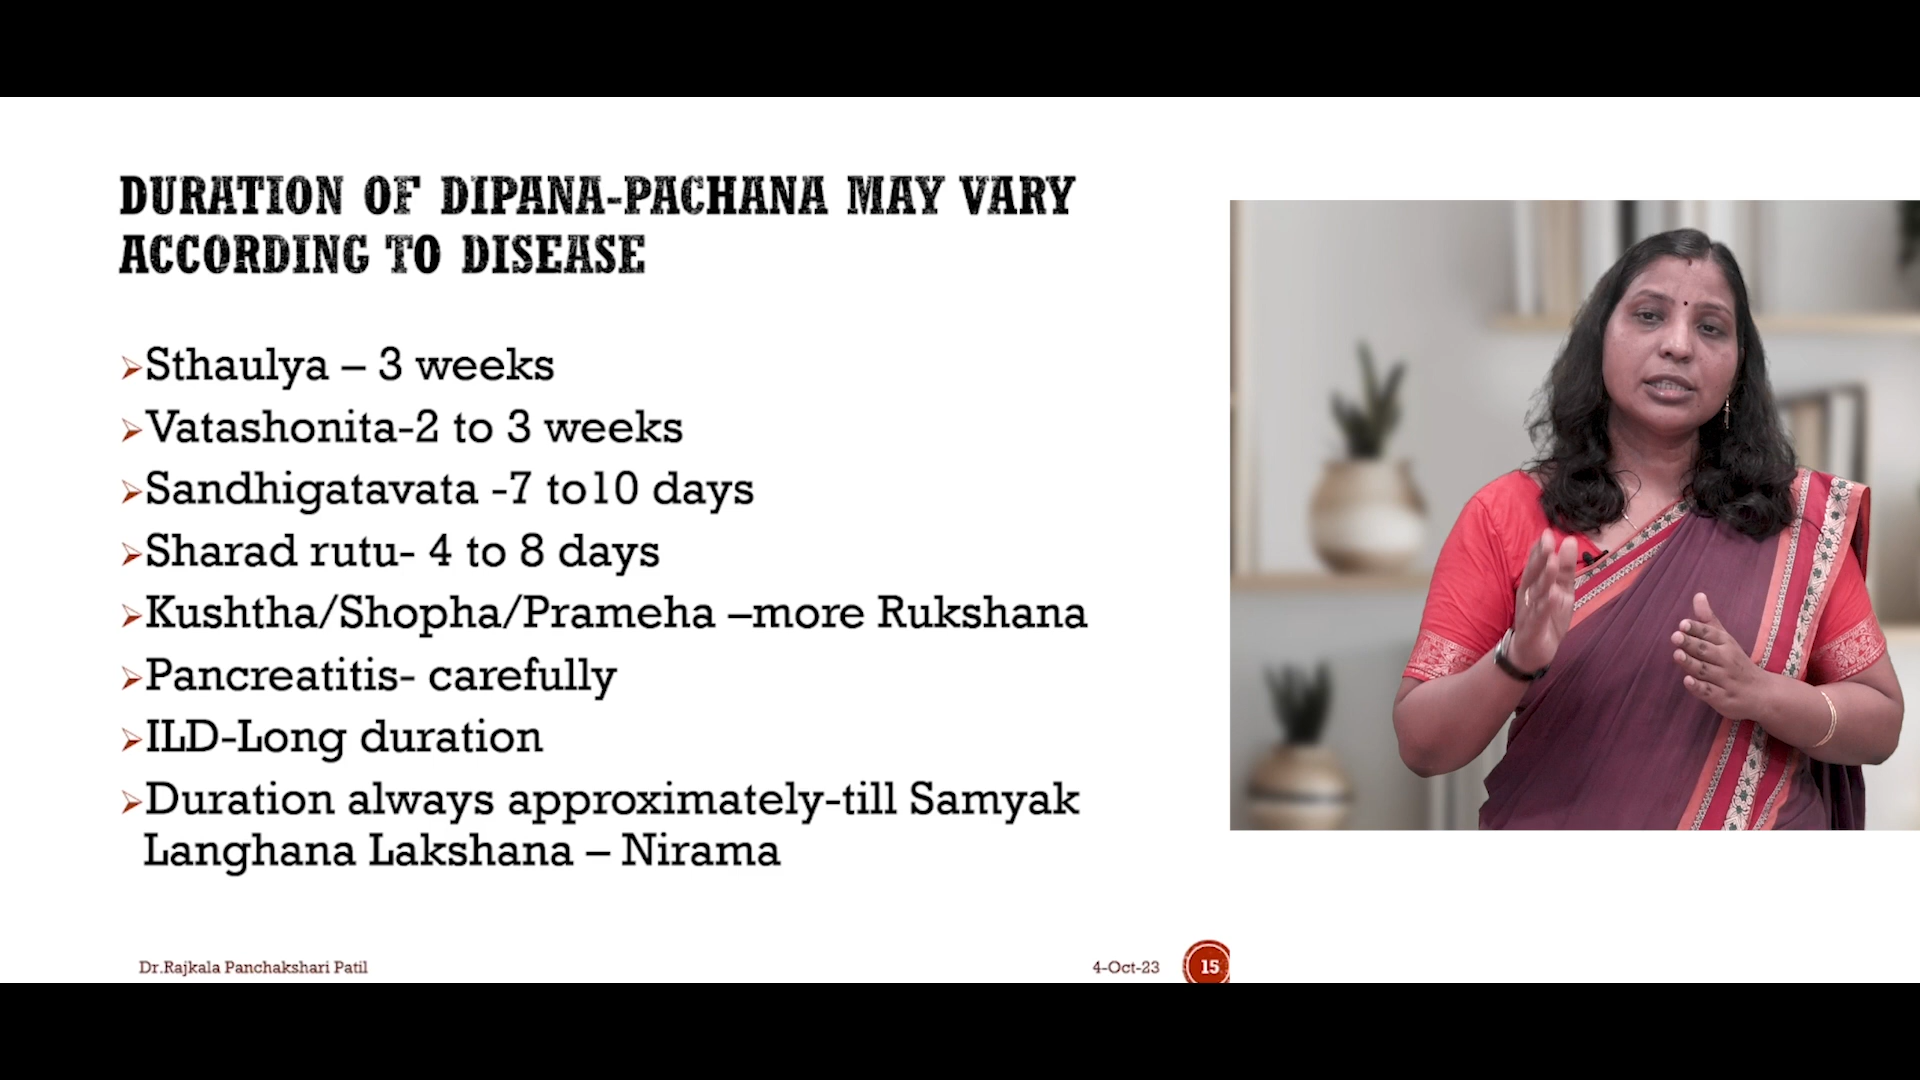 DURATION OF DIPANA-PACHANA MAY VARY
ACCORDING TO DISEASE
➢Sthaulya – 3 weeks
➢Vatashonita-2 to 3 weeks
➢Sandhigatavata -7 to10 days
➢Sharad rutu- 4 to 8 days
➢Kushtha/Shopha/Prameha –more Rukshana
➢Pancreatitis- carefully
➢ILD-Long duration
➢Duration always approximately-till Samyak
Langhana Lakshana – Nirama
Dr.Rajkala Panchakshari Patil
4-Oct-23
15